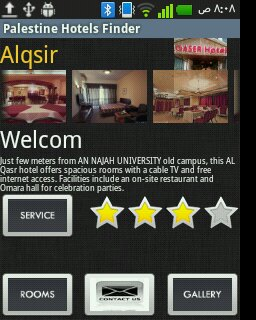 ٨:٠٨ ص
Palestine Hotels Finder
Alqsir
Welcom
Just few meters from AN NAJAH UNIVERSITY old campus, this AL
Qasr hotel offers spacious rooms with a cable TV and free
internet access. Facilities include an on-site restaurant and
Omara hall for celebration parties.
SERVICE
ROOMS
CONTACT US
GALLERY